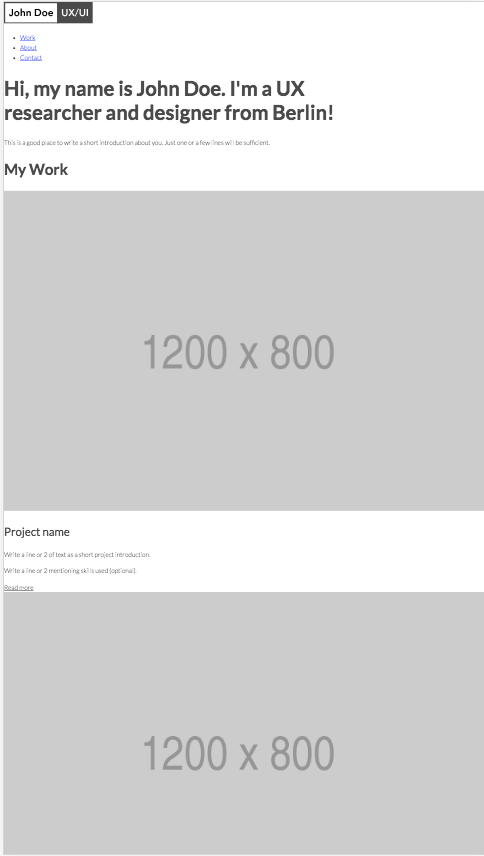 John Doe UX/UI
Work
About
Contact
Hi, my name is John Doe. I'm a UX
researcher and designer from Berlin!
This is a good place to write a short introduction about you. Just one or a few lines will be sufficient.
My Work
1200 x 800
Project name
Write a line or 2 of text as a short project introduction.
Write a line or 2 mentioning skills used (optional).
Read more
1200 x 800